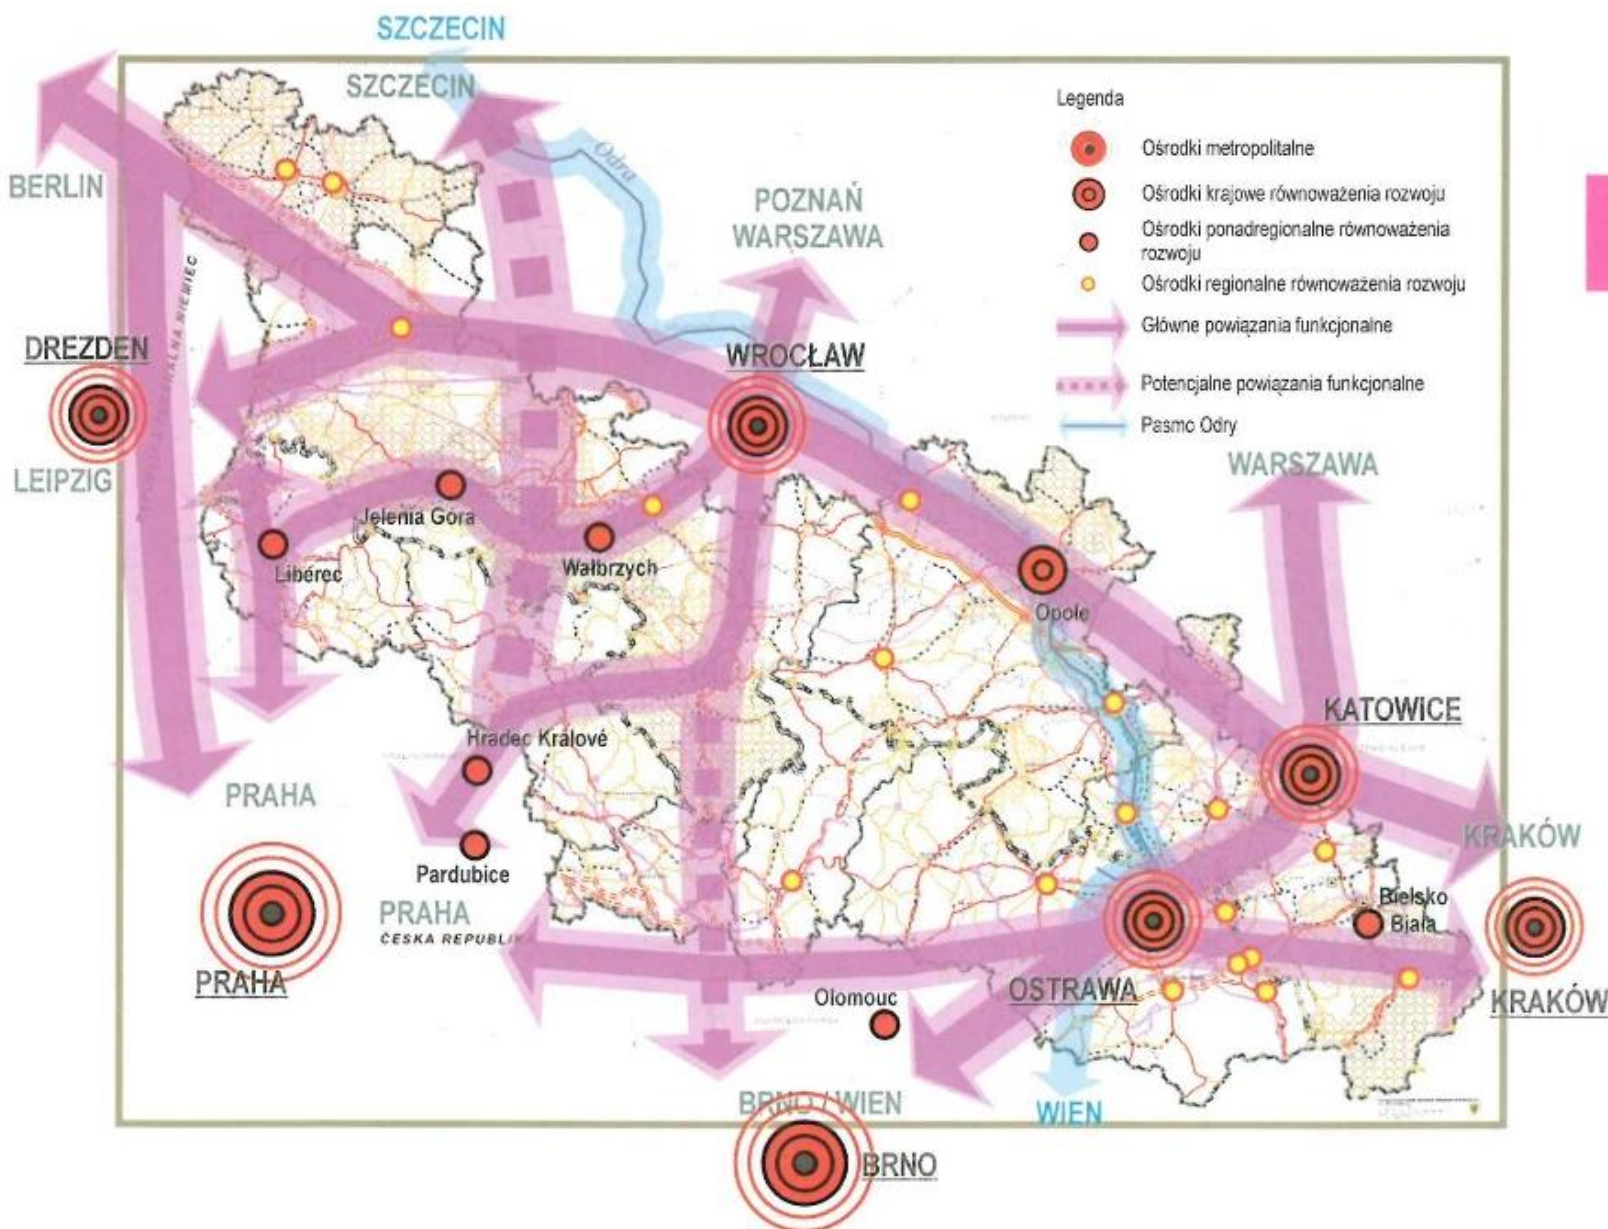 SZCZECIN
SZCZECIN
Odra
BERLIN
POZNAŃ
WARSZAWA
Legenda
Ośrodki metropolitalne
Ośrodki krajowe równoważenia rozwoju
Ośrodki ponadregionalne równoważenia
rozwoju
Ośrodki regionalne równoważenia rozwoju
Główne powiązania funkcjonalne
Potencjalne powiązania funkcjonalne
Pasmo Odry
DREZDEN
WROCŁAW
LEIPZIG
WARSZAWA
Jelenia Góra
Liberec
Wałbrzych
Opole
KATOWICE
Hradec Kralové
PRAHA
KRAKÓW
Pardubice
PRAHA
ČESKA REPUBLIK
Bielsko
Biała
PRAHA
Olomouc
OSTRAWA
KRAKÓW
BRNO / WIEN
WIEN
BRNO